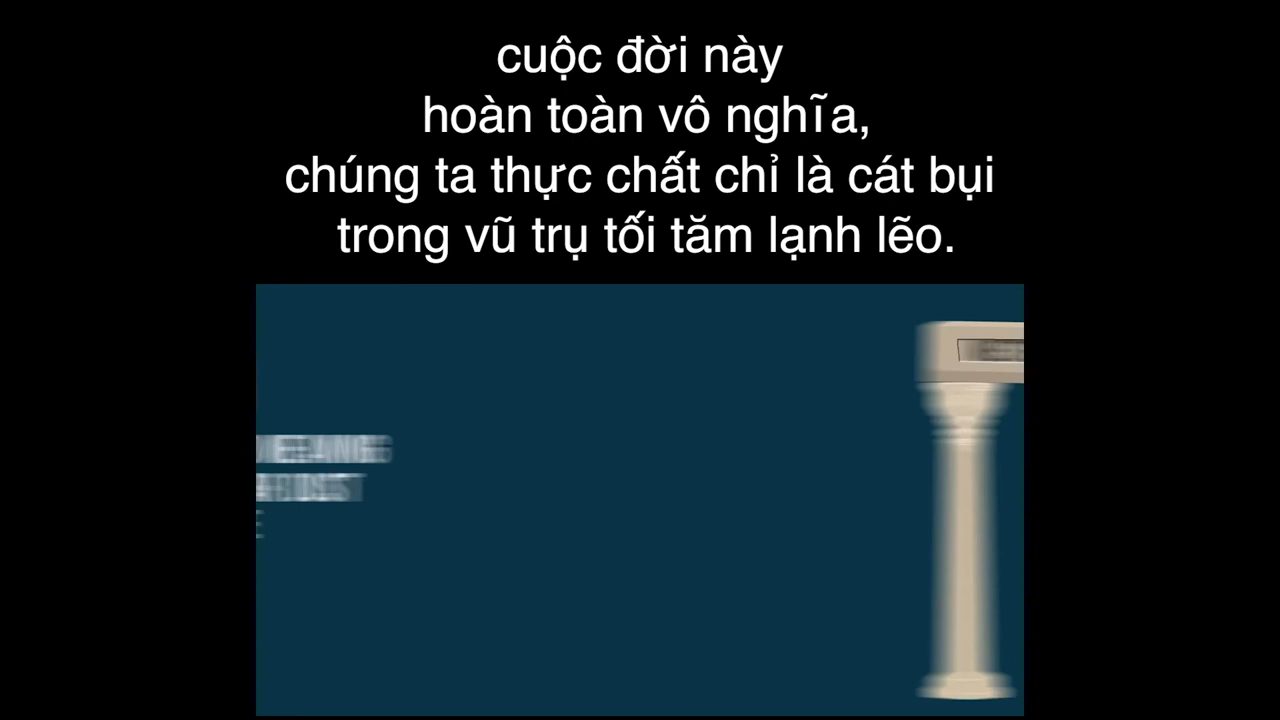 cuộc đời này
hoàn toàn vô nghĩa,
chúng ta thực chất chỉ là cát bụi
trong vũ trụ tối tăm lạnh lẽo.